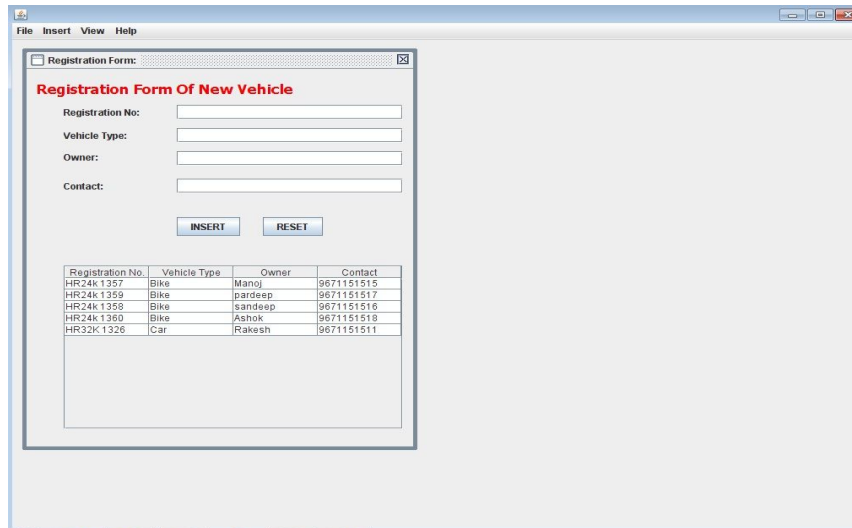 File Insert View Help
Registration Form:
Registration Form Of New Vehicle
Registration No:
Vehicle Type:
Owner:
Contact:
INSERT RESET
Registration No. Vehicle Type Owner Contact
HR24k1357 Bike Manoj 9671151515
HR24k1359 Bike pardeep 9671151517
HR24k1358 Bike sandeep 9671151516
HR24k1360 Bike Ashok 9671151518
HR32K1326 Car Rakesh 9671151511